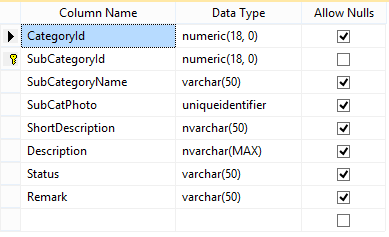 Column Name Data Type Allow Nulls
CategoryId numeric(18, 0)
SubCategoryId numeric(18, 0)
SubCategoryName varchar(50)
SubCatPhoto uniqueidentifier
ShortDescription nvarchar(50)
Description nvarchar(MAX)
Status varchar(50)
Remark varchar(50)